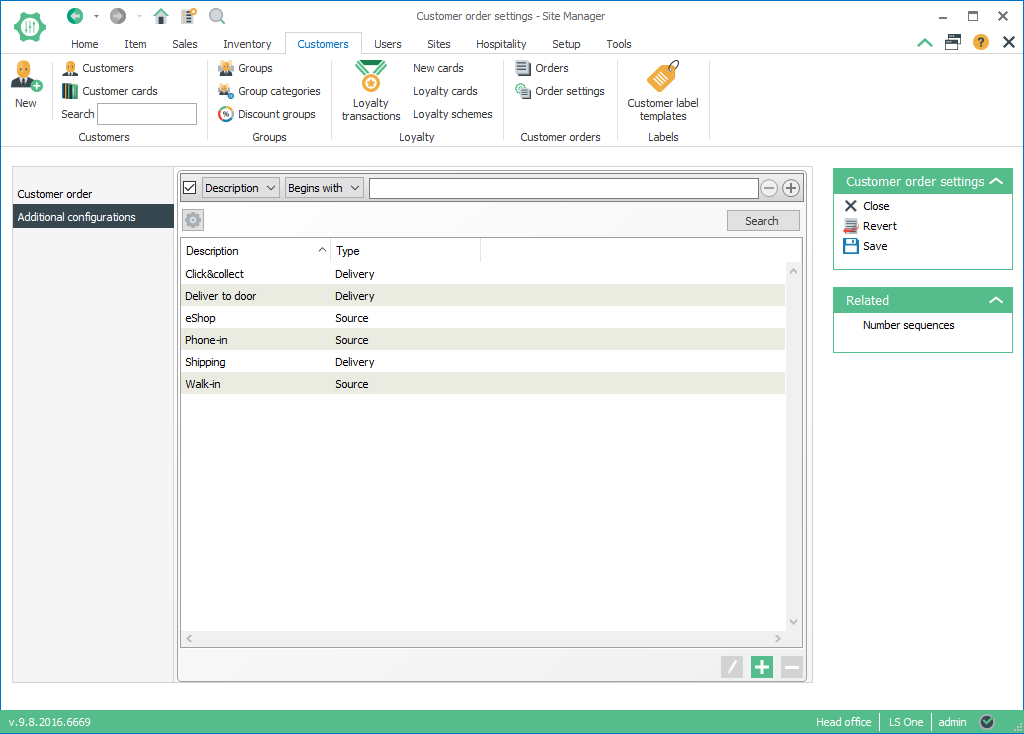 Customer order settings - Site Manager
Home Item Sales Inventory Customers Users Sites Hospitality Setup Tools
New
Customers
Customer cards
Search
Customers
Groups
Group categories
Discount groups
Groups
Loyalty
transactions
New cards
Loyalty cards
Loyalty schemes
Loyalty
Orders
Order settings
Customer orders
Customer label
templates
Labels
Customer order
Additional configurations
Description Begins with
Search
Description Type
Click&collect Delivery
Deliver to door Delivery
eShop Source
Phone-in Source
Shipping Delivery
Walk-in Source
Customer order settings
Close
Revert
Save
Related
Number sequences
v.9.8.2016.6669
Head office LS One admin